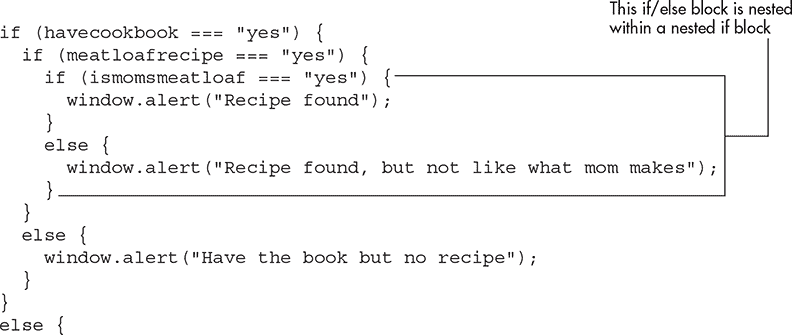 This if/else block is nested
within a nested if block
if (havecookbook === "yes") {
  if (meatloafrecipe === "yes") {
    if (ismomsmeatloaf === "yes") {
      window.alert("Recipe found");
    }
    else {
      window.alert("Recipe found, but not like what mom makes");
    }
  }
  else {
    window.alert("Have the book but no recipe");
  }
}
else {